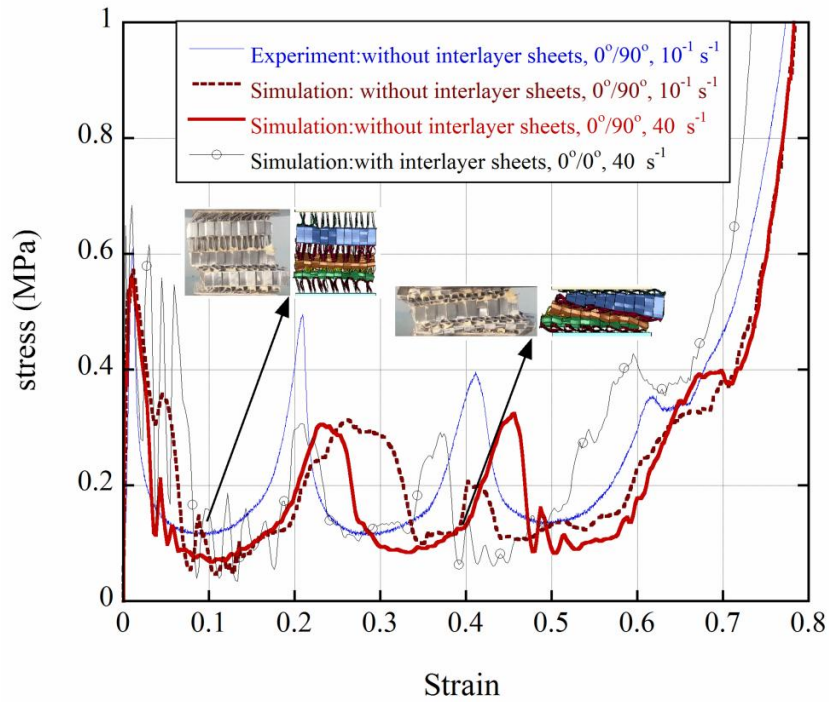 Experiment:without interlayer sheets, 0°/90°, 10⁻¹ s⁻¹
Simulation: without interlayer sheets, 0°/90°, 10⁻¹ s⁻¹
Simulation:without interlayer sheets, 0°/90°, 40 s⁻¹
Simulation:with interlayer sheets, 0°/0°, 40 s⁻¹
stress (MPa)
1
0.8
0.6
0.4
0.2
0
0 0.1 0.2 0.3 0.4 0.5 0.6 0.7 0.8
Strain